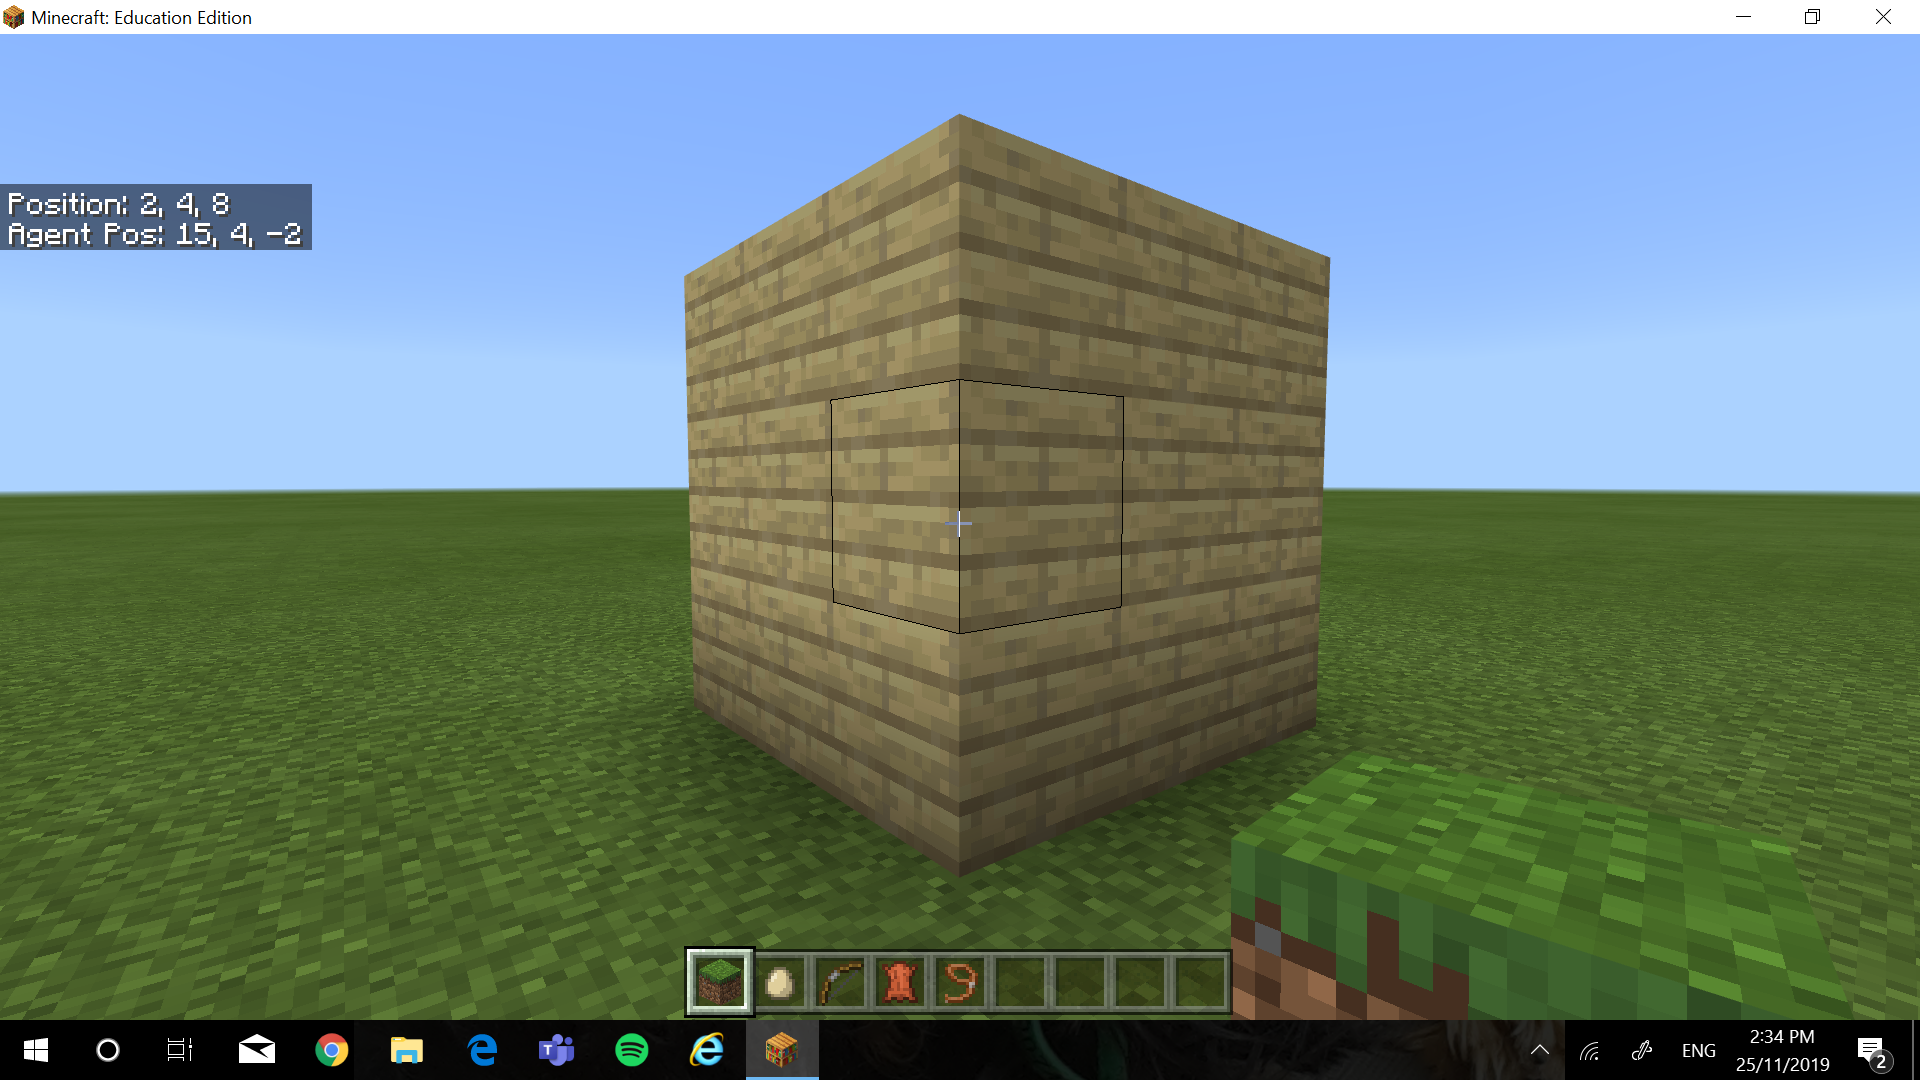 Minecraft: Education Edition
Position: 2, 4, 8
Agent Pos: 15, 4, -2
ENG
2:34 PM
25/11/2019
2